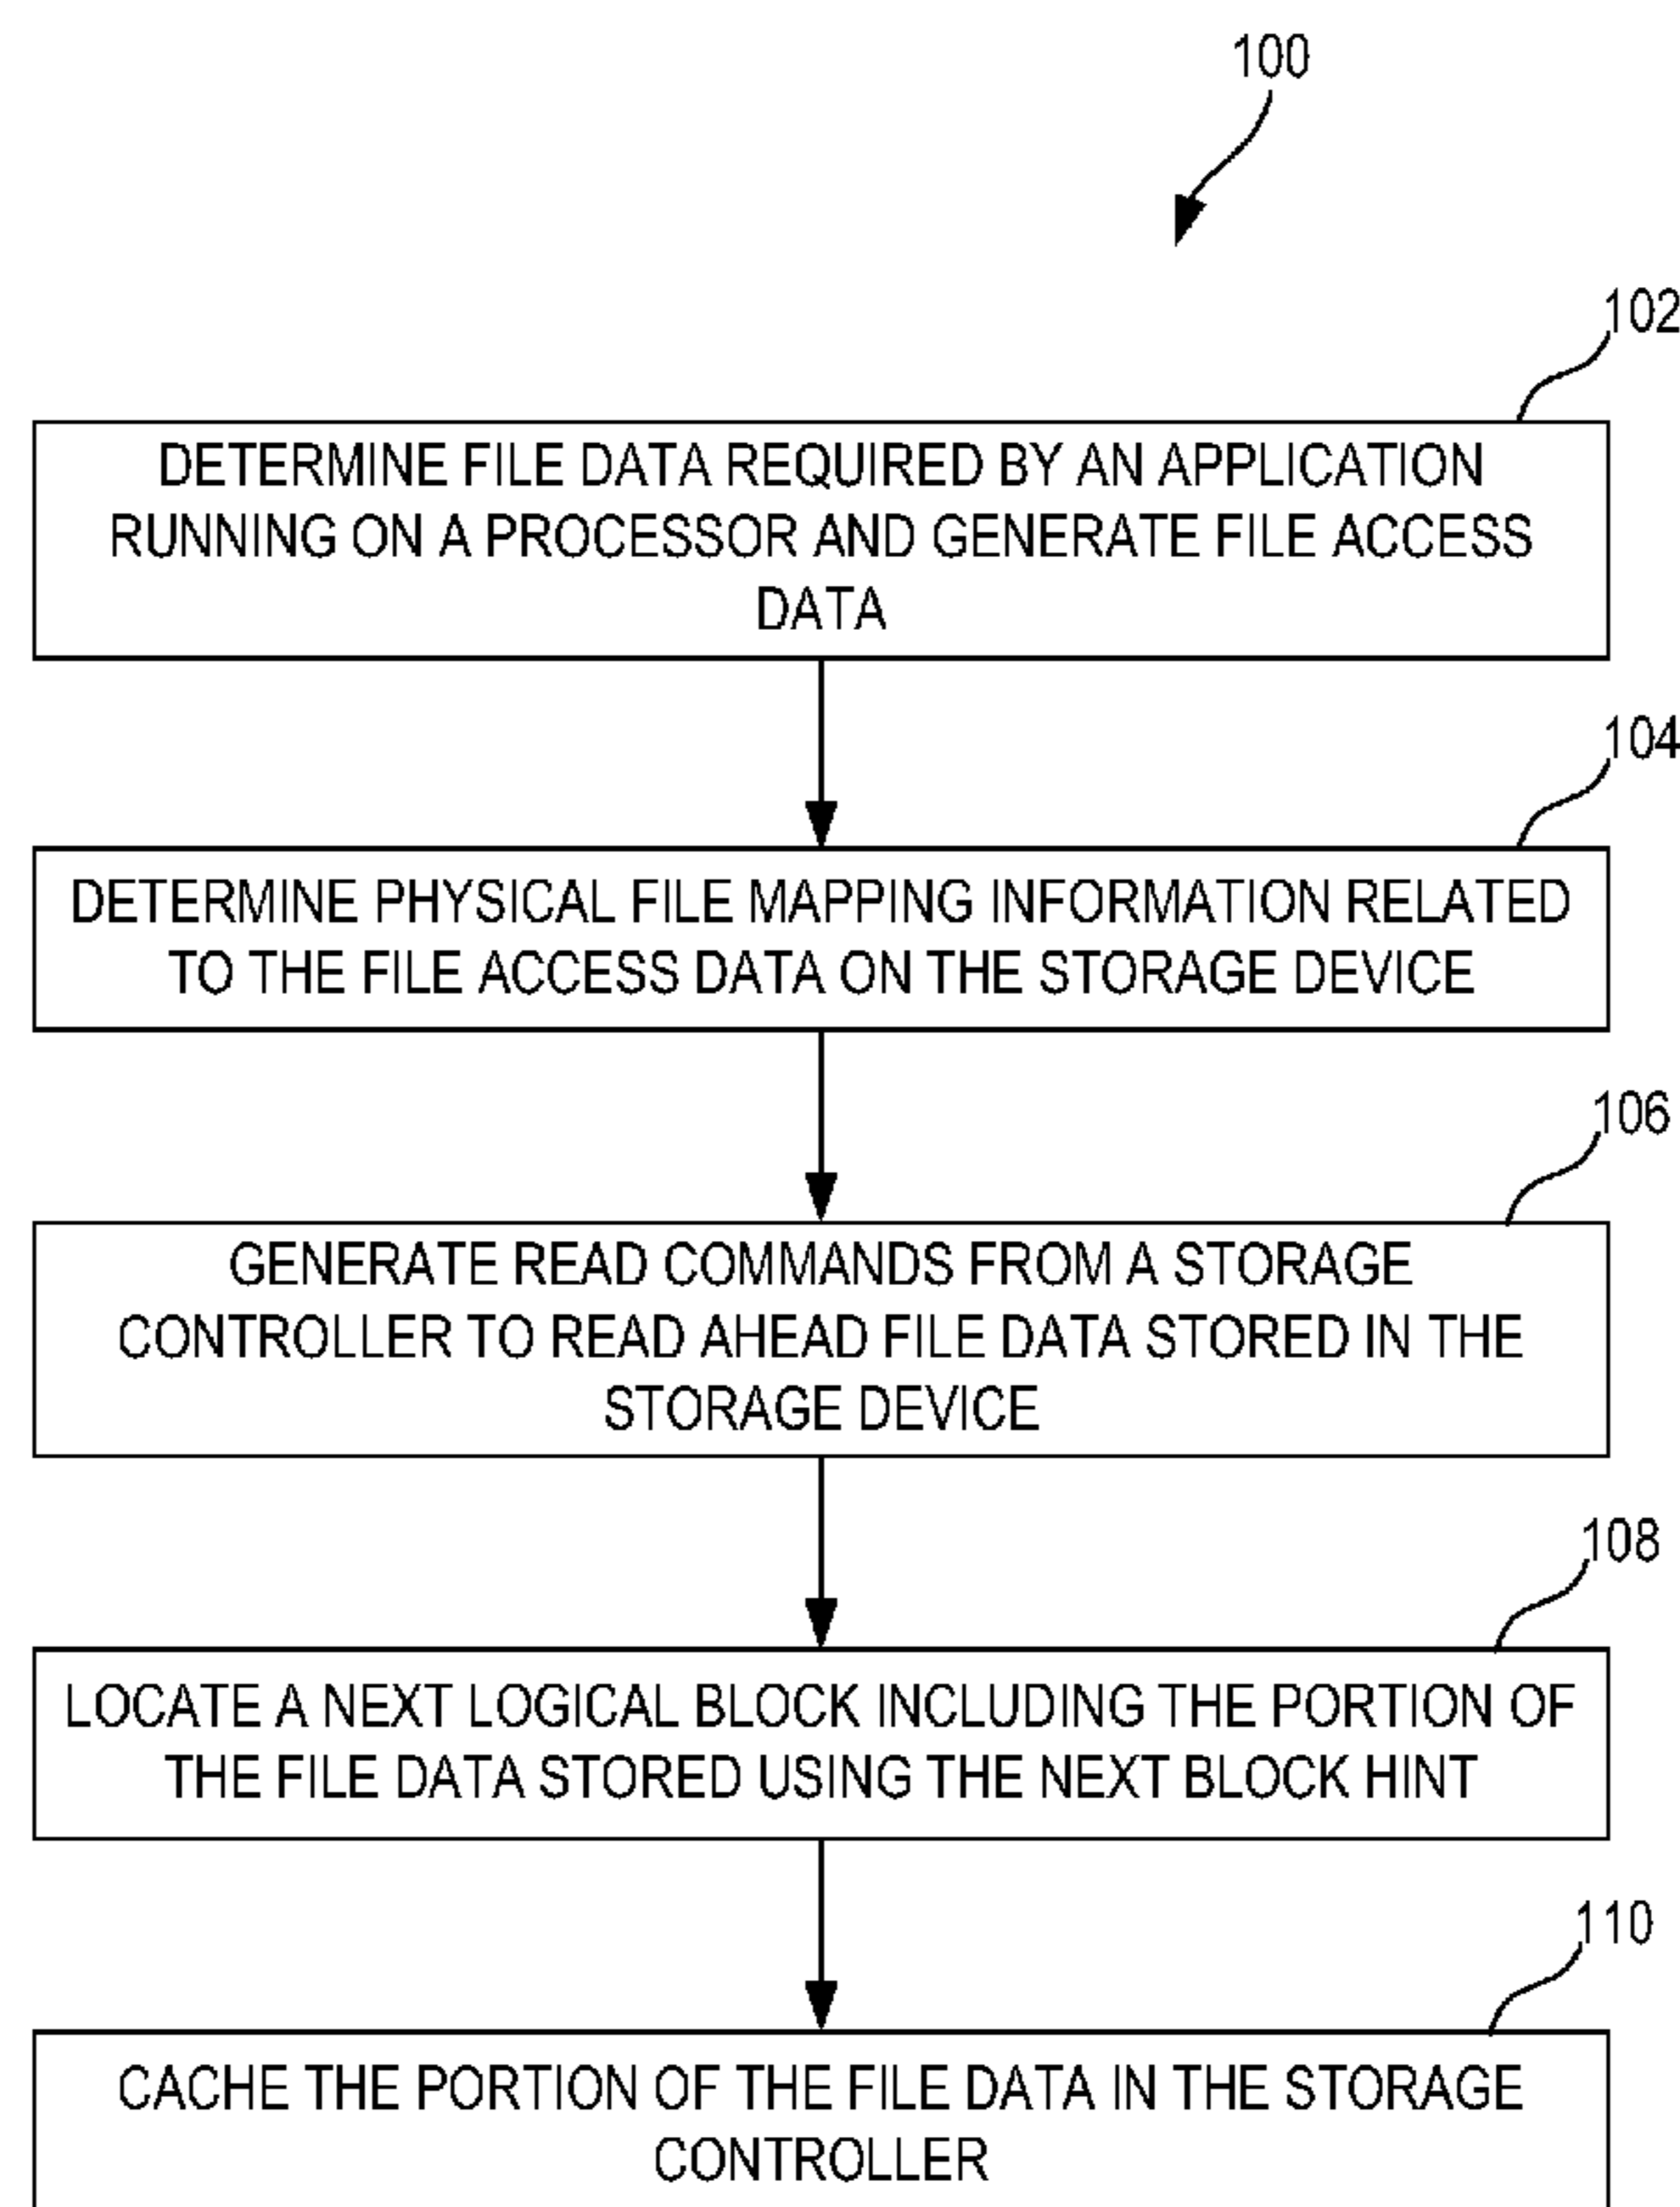 100
102
DETERMINE FILE DATA REQUIRED BY AN APPLICATION
RUNNING ON A PROCESSOR AND GENERATE FILE ACCESS
DATA
104
DETERMINE PHYSICAL FILE MAPPING INFORMATION RELATED
TO THE FILE ACCESS DATA ON THE STORAGE DEVICE
106
GENERATE READ COMMANDS FROM A STORAGE
CONTROLLER TO READ AHEAD FILE DATA STORED IN THE
STORAGE DEVICE
108
LOCATE A NEXT LOGICAL BLOCK INCLUDING THE PORTION OF
THE FILE DATA STORED USING THE NEXT BLOCK HINT
110
CACHE THE PORTION OF THE FILE DATA IN THE STORAGE
CONTROLLER